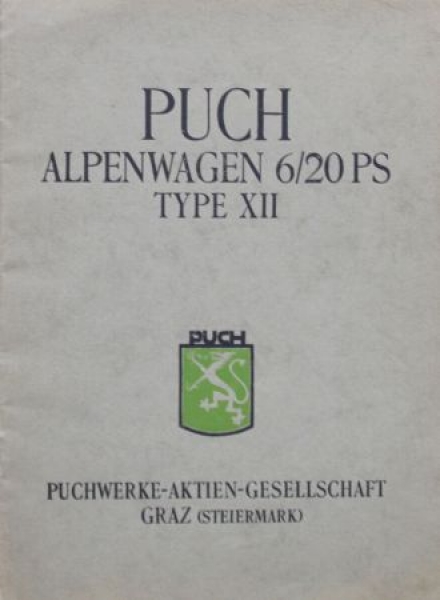 PUCH
ALPENWAGEN 6/20 PS
TYPE XII
PUCH
PUCHWERKE-AKTIEN-GESELLSCHAFT
GRAZ (STEIERMARK)